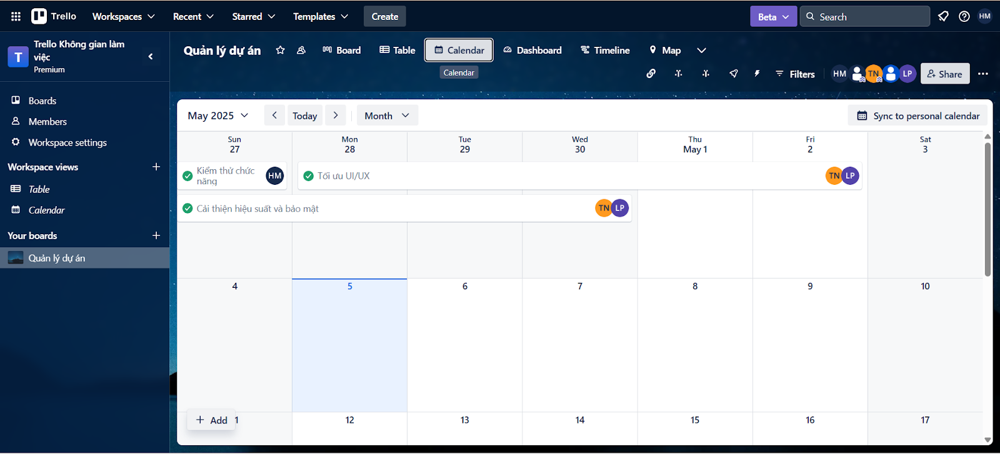 Trello Workspaces Recent Starred Templates Create Beta Search HM
T Trello Không gian làm
việc
Premium
Boards
Members
Workspace settings
Workspace views
Table
Calendar
Your boards
Quản lý dự án
Quản lý dự án Board Table Calendar Dashboard Timeline Map
Calendar
Filters HM TN LP Share
May 2025 Today Month Sync to personal calendar
Sun Mon Tue Wed Thu Fri Sat
27 28 29 30 May 1 2 3
Kiểm thử chức
năng
HM
Tối ưu UI/UX TN LP
Cải thiện hiệu suất và bảo mật TN LP
4 5 6 7 8 9 10
Add 1 12 13 14 15 16 17